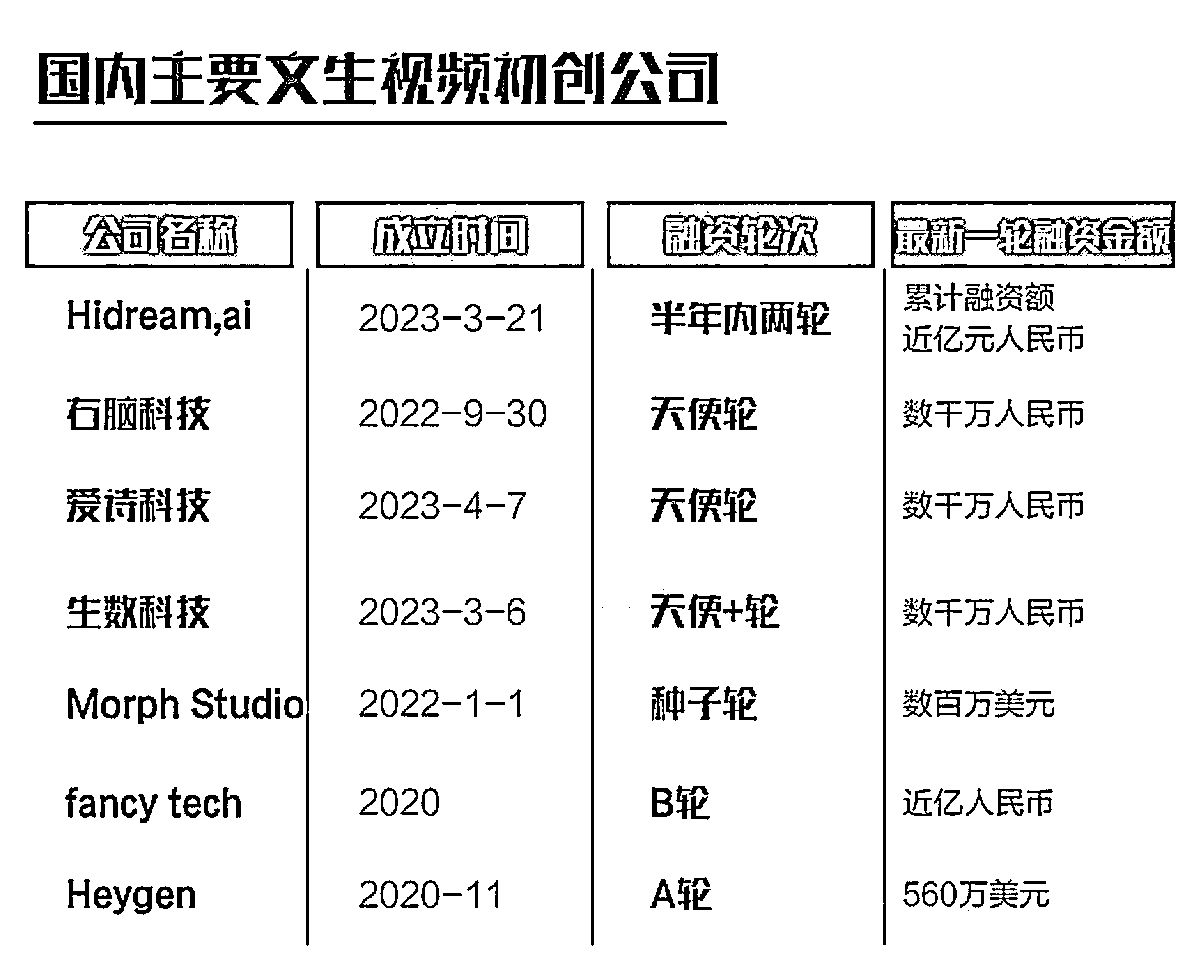 国内主要文生视频初创公司
公司名称 成立时间 融资轮次 最新一轮融资金额
Hidream,ai 2023-3-21 半年内两轮 累计融资额
近亿元人民币
右脑科技 2022-9-30 天使轮 数千万人民币
爱诗科技 2023-4-7 天使轮 数千万人民币
生数科技 2023-3-6 天使+轮 数千万人民币
Morph Studio 2022-1-1 种子轮 数百万美元
fancy tech 2020 B轮 近亿人民币
Heygen 2020-11 A轮 560万美元